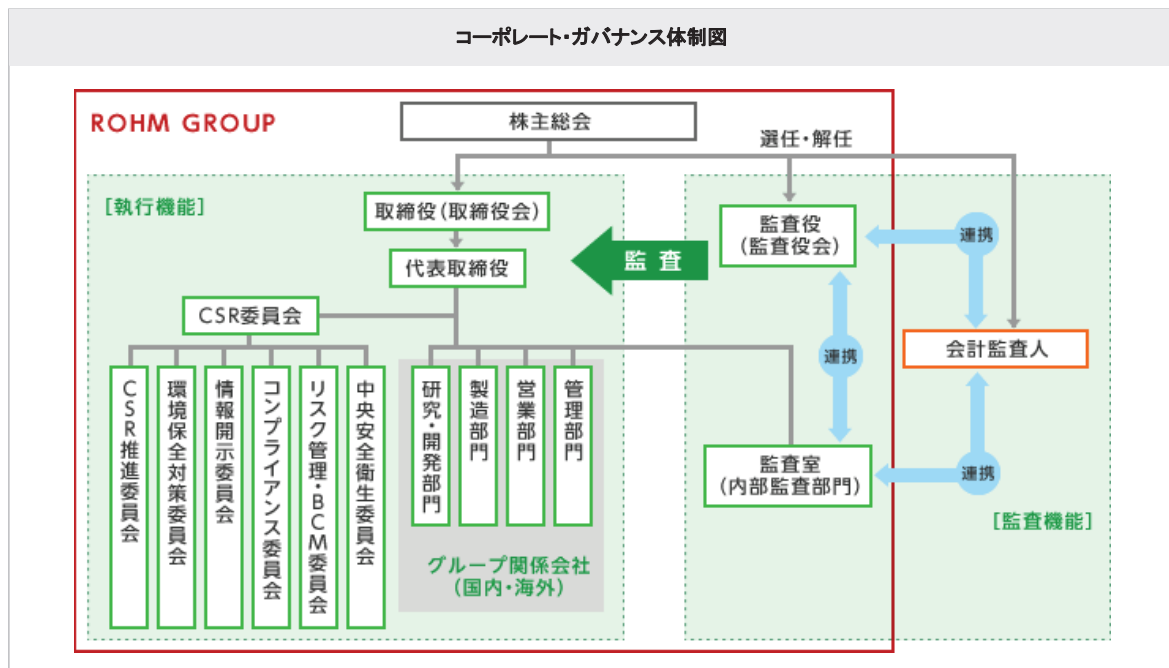 コーポレート・ガバナンス体制図
ROHM GROUP
株主総会
選任・解任
[執行機能]
取締役(取締役会)
代表取締役
監査
監査役
(監査役会)
連携
CSR委員会
連携
会計監査人
CSR推進委員会
環境保全対策委員会
情報開示委員会
コンプライアンス委員会
リスク管理・BCM委員会
中央安全衛生委員会
研究・開発部門
製造部門
営業部門
管理部門
グループ関係会社
(国内・海外)
監査室
(内部監査部門)
連携
[監査機能]